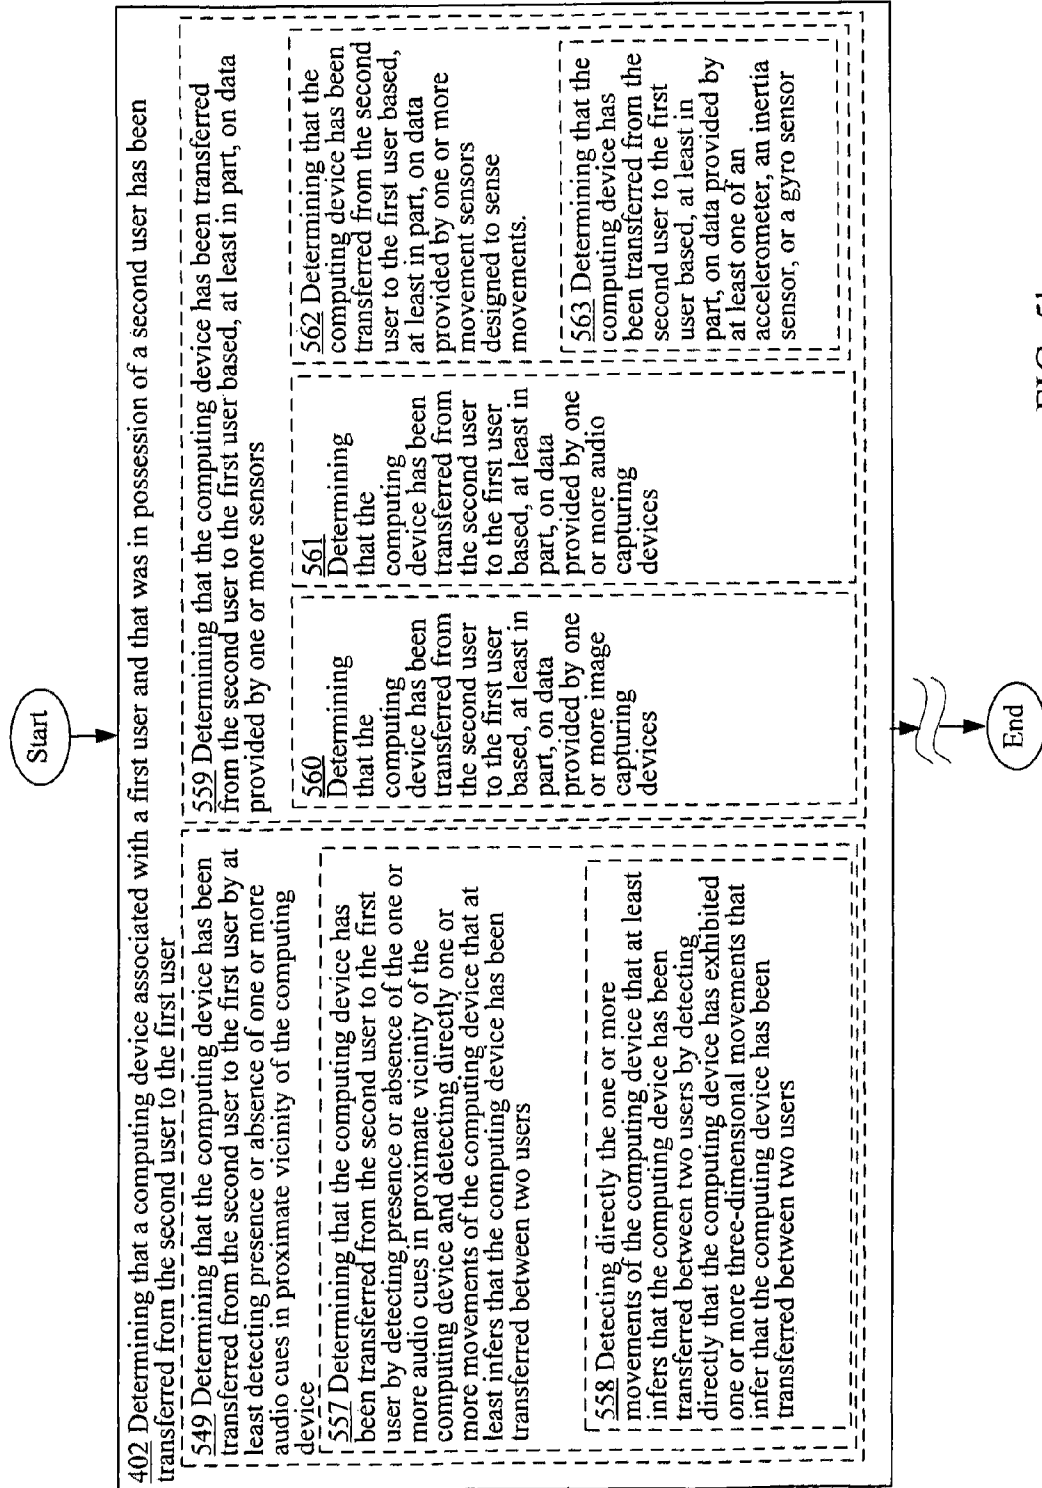 Start
402 Determining that a computing device associated with a first user and that was in possession of a second user has been
transferred from the second user to the first user
549 Determining that the computing device has been
transferred from the second user to the first user by at
least detecting presence or absence of one or more
audio cues in proximate vicinity of the computing
device
557 Determining that the computing device has
been transferred from the second user to the first
user by detecting presence or absence of the one or
more audio cues in proximate vicinity of the
computing device and detecting directly one or
more movements of the computing device that at
least infers that the computing device has been
transferred between two users
558 Detecting directly the one or more
movements of the computing device that at least
infers that the computing device has been
transferred between two users by detecting
directly that the computing device has exhibited
one or more three-dimensional movements that
infer that the computing device has been
transferred between two users
559 Determining that the computing device has been transferred
from the second user to the first user based, at least in part, on data
provided by one or more sensors
560
Determining
that the
computing
device has been
transferred from
the second user
to the first user
based, at least in
part, on data
provided by one
or more image
capturing
devices
561
Determining
that the
computing
device has been
transferred from
the second user
to the first user
based, at least in
part, on data
provided by one
or more audio
capturing
devices
562 Determining that the
computing device has been
transferred from the second
user to the first user based,
at least in part, on data
provided by one or more
movement sensors
designed to sense
movements.
563 Determining that the
computing device has
been transferred from the
second user to the first
user based, at least in
part, on data provided by
at least one of an
accelerometer, an inertia
sensor, or a gyro sensor
End